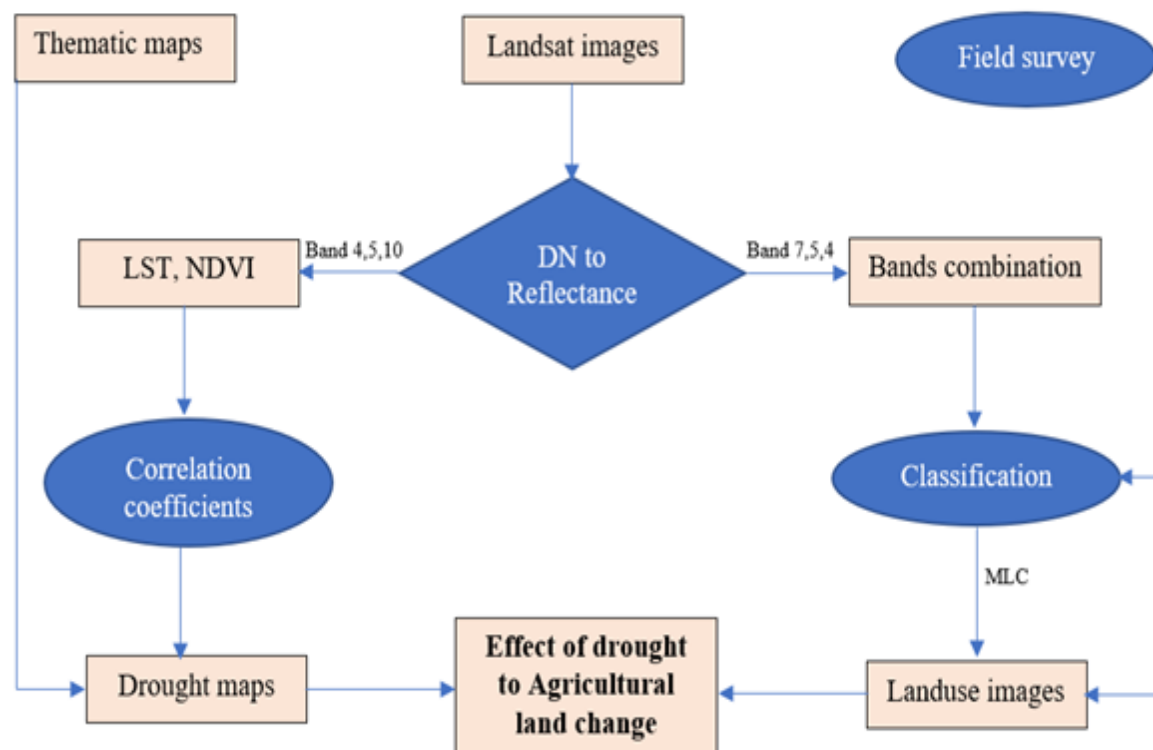 Thematic maps
Landsat images
Field survey
Band 4,5,10
Band 7,5,4
LST, NDVI
DN to
Reflectance
Bands combination
Correlation
coefficients
Classification
MLC
Drought maps
Effect of drought
to Agricultural
land change
Landuse images